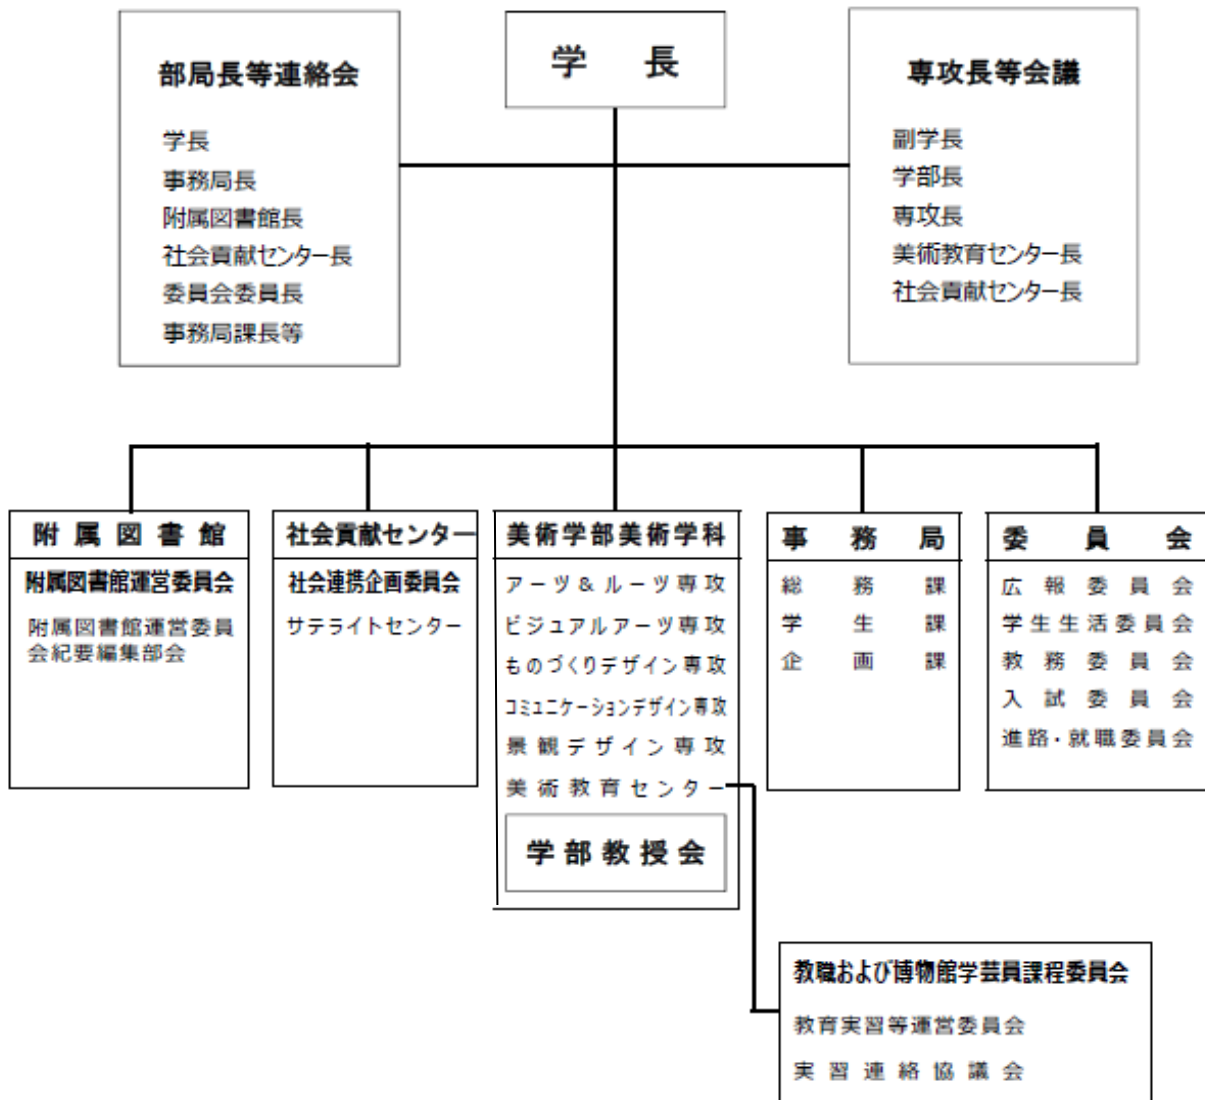 部局長等連絡会
学長
事務局長
附属図書館長
社会貢献センター長
委員会委員長
事務局課長等
学長
専攻長等会議
副学長
学部長
専攻長
美術教育センター長
社会貢献センター長
附属図書館
附属図書館運営委員会
附属図書館運営委員
会紀要編集部会
社会貢献センター
社会連携企画委員会
サテライトセンター
美術学部美術学科
アーツ&ルーツ専攻
ビジュアルアーツ専攻
ものづくりデザイン専攻
コミュニケーションデザイン専攻
景観デザイン専攻
美術教育センター
学部教授会
事務局
総務課
学生課
企画課
委員会
広報委員会
学生生活委員会
教務委員会
入試委員会
進路・就職委員会
教職および博物館学芸員課程委員会
教育実習等運営委員会
実習連絡協議会